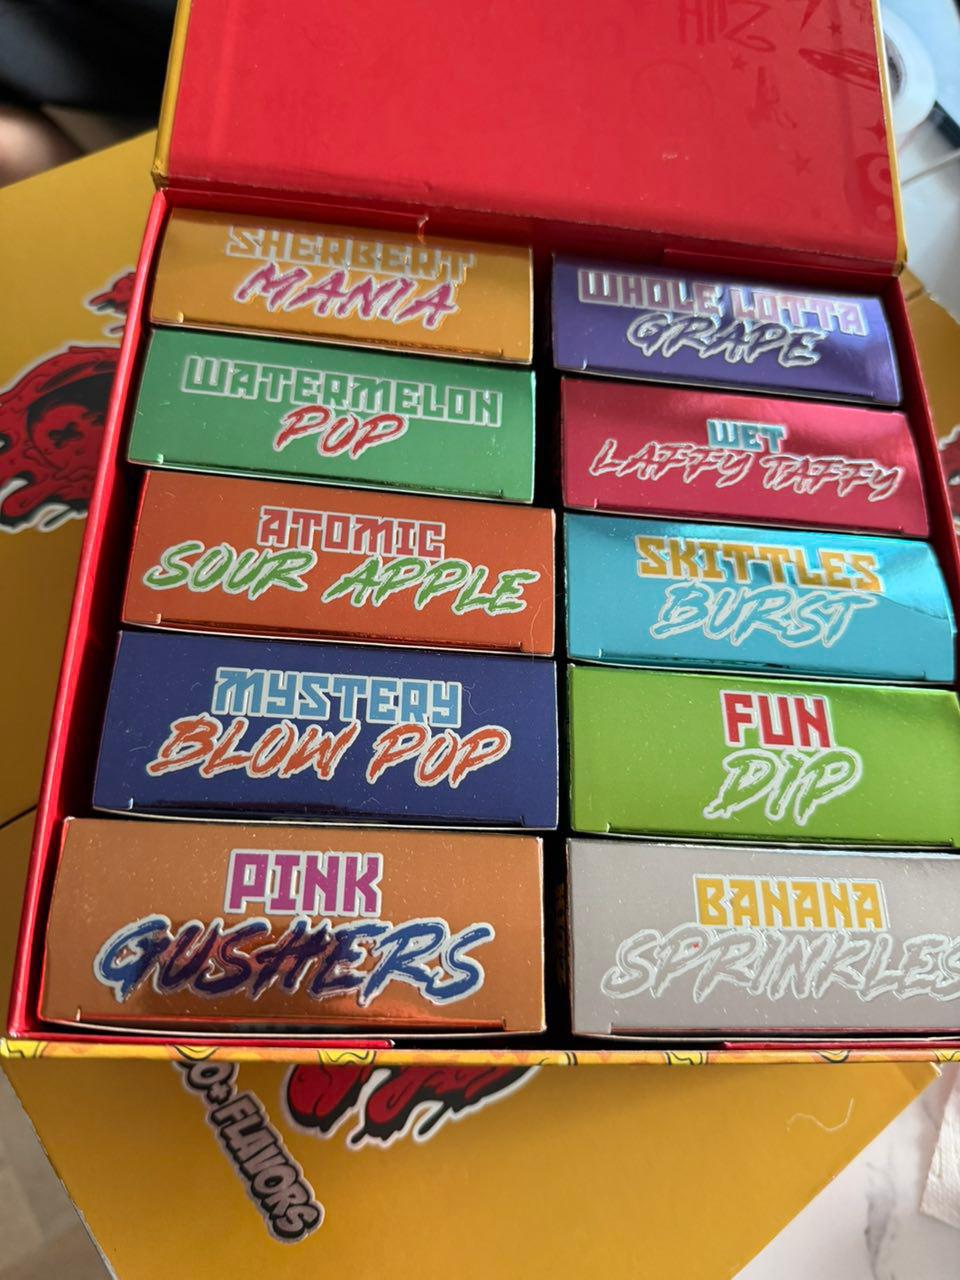 SHERBERT
MANIA
WHOLE LOTTA
GRAPE
WATERMELON
POP
WET
LAFFY TAFFY
ATOMIC
SOUR APPLE
SKITTLES
BURST
MYSTERY
BLOW POP
FUN
DIP
PINK
GUSHERS
BANANA
SPRINKLES
0+ FLAVORS